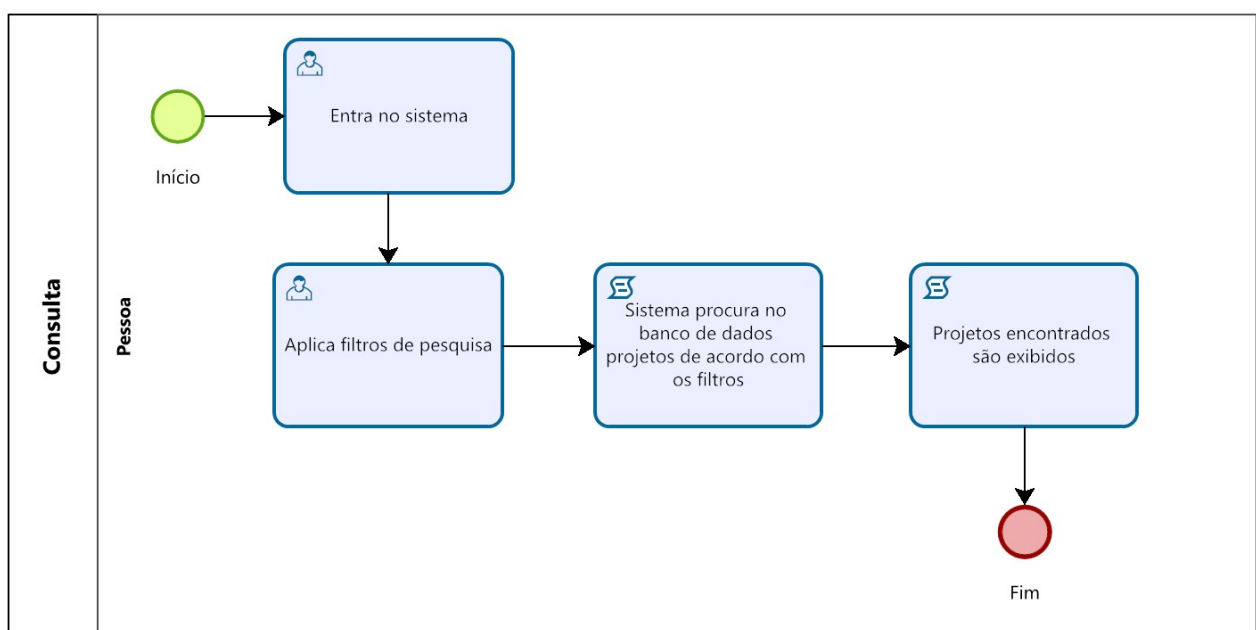 Consulta
Pessoa
Início
Entra no sistema
Aplica filtros de pesquisa
Sistema procura no
banco de dados
projetos de acordo com
os filtros
Projetos encontrados
são exibidos
Fim